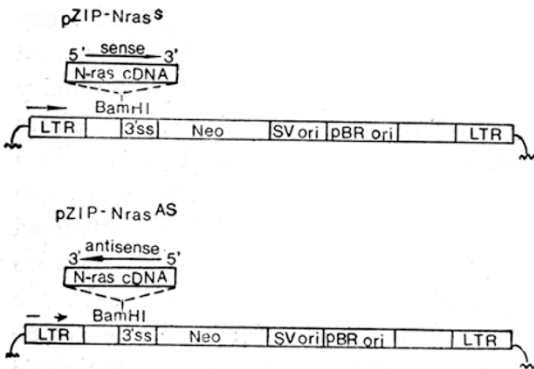 pZIP-Nras S
5' sense 3'
N-ras cDNA
BamHI
LTR 3'ss Neo SV ori pBR ori LTR
pZIP-Nras AS
3' antisense 5'
N-ras cDNA
BamHI
LTR 3'ss Neo SV ori pBR ori LTR